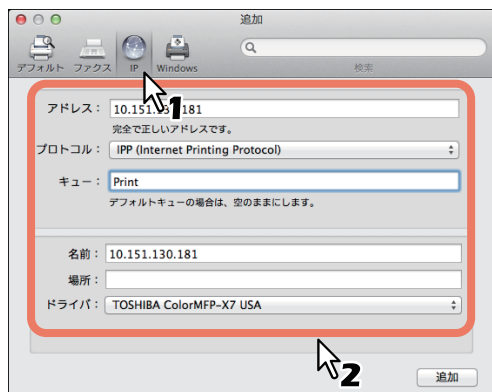 追加
デフォルト ファクス IP Windows 検索
1
アドレス： 10.151.130.181
完全で正しいアドレスです。
プロトコル： IPP (Internet Printing Protocol)
キュー： Print
デフォルトキューの場合は、空のままにします。
名前： 10.151.130.181
場所：
ドライバ： TOSHIBA ColorMFP-X7 USA
2
追加